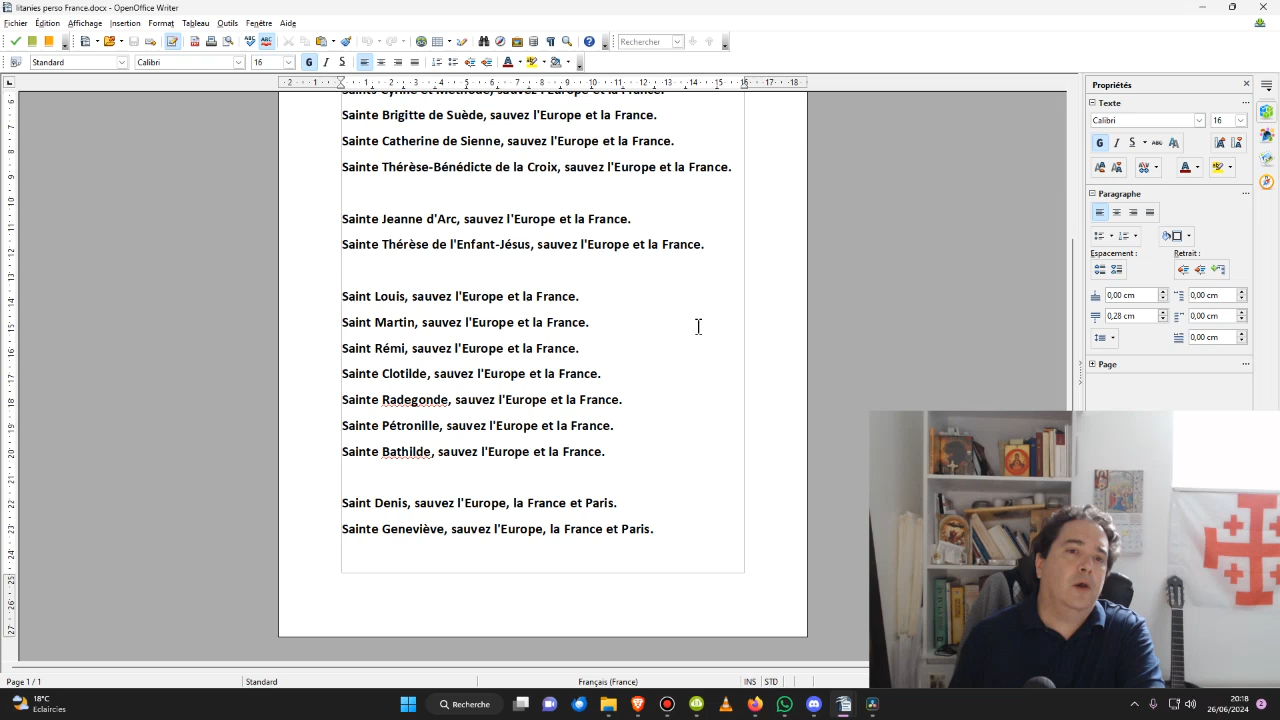 litanies perso France.docx - OpenOffice Writer
Fichier Édition Affichage Insertion Format Tableau Outils Fenêtre Aide
Rechercher
Standard Calibri 16
Propriétés
Texte
Calibri 16
Paragraphe
Espacement : Retrait :
0,00 cm 0,00 cm
0,28 cm 0,00 cm
0,00 cm
Page
Sainte Brigitte de Suède, sauvez l'Europe et la France.
Sainte Catherine de Sienne, sauvez l'Europe et la France.
Sainte Thérèse-Bénédicte de la Croix, sauvez l'Europe et la France.
Sainte Jeanne d'Arc, sauvez l'Europe et la France.
Sainte Thérèse de l'Enfant-Jésus, sauvez l'Europe et la France.
Saint Louis, sauvez l'Europe et la France.
Saint Martin, sauvez l'Europe et la France.
Saint Rémi, sauvez l'Europe et la France.
Sainte Clotilde, sauvez l'Europe et la France.
Sainte Radegonde, sauvez l'Europe et la France.
Sainte Pétronille, sauvez l'Europe et la France.
Sainte Bathilde, sauvez l'Europe et la France.
Saint Denis, sauvez l'Europe, la France et Paris.
Sainte Geneviève, sauvez l'Europe, la France et Paris.
Page 1 / 1 Standard Français (France) INS STD
18°C
Eclaircies
Recherche
20:18
26/06/2024